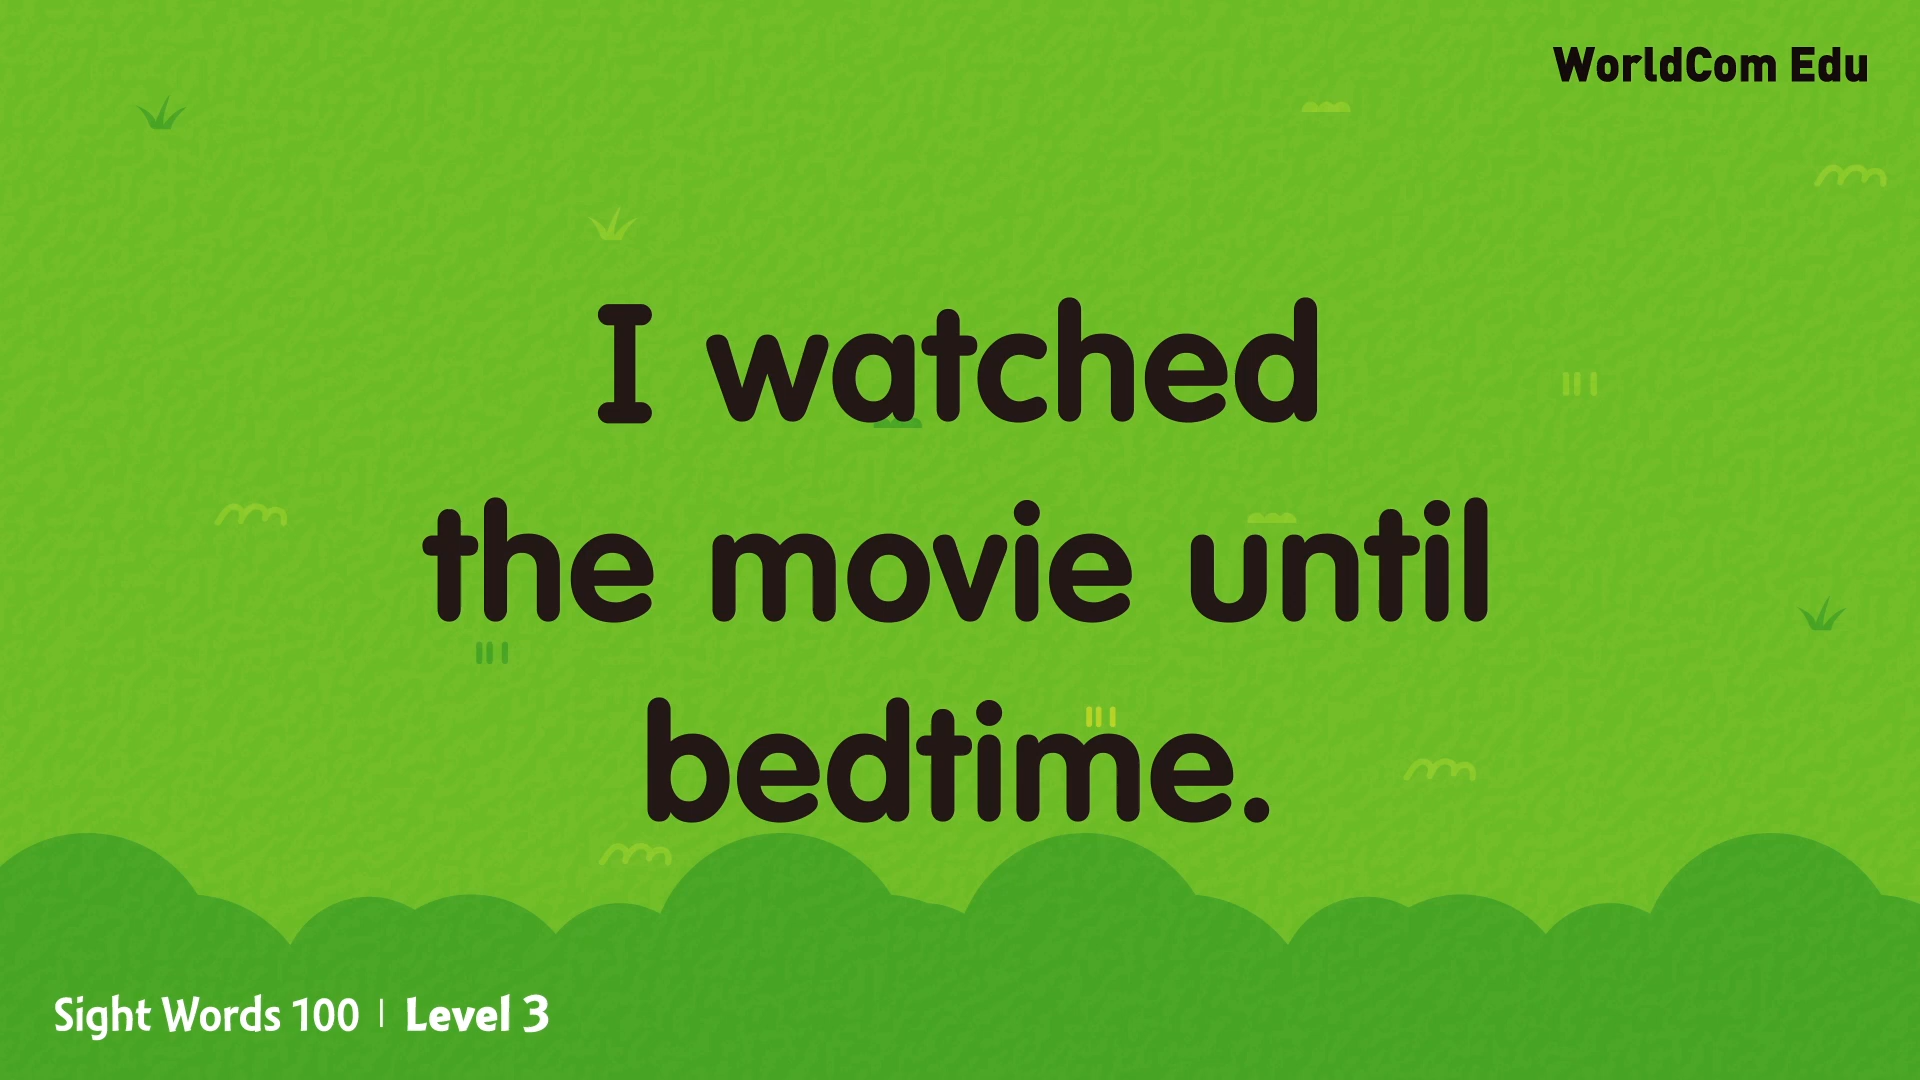 WorldCom Edu
I watched
the movie until
bedtime.
Sight Words 100 | Level 3